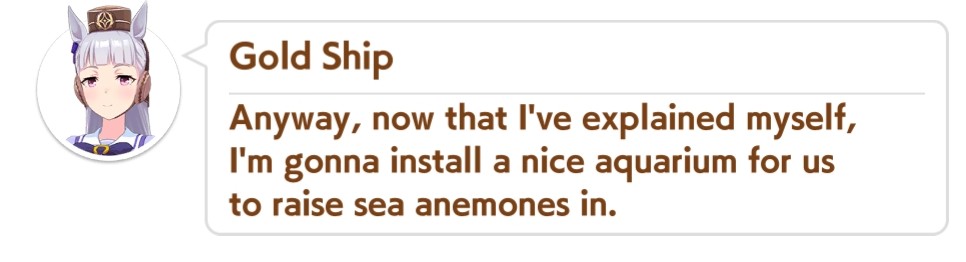 Gold Ship
Anyway, now that I've explained myself,
I'm gonna install a nice aquarium for us
to raise sea anemones in.